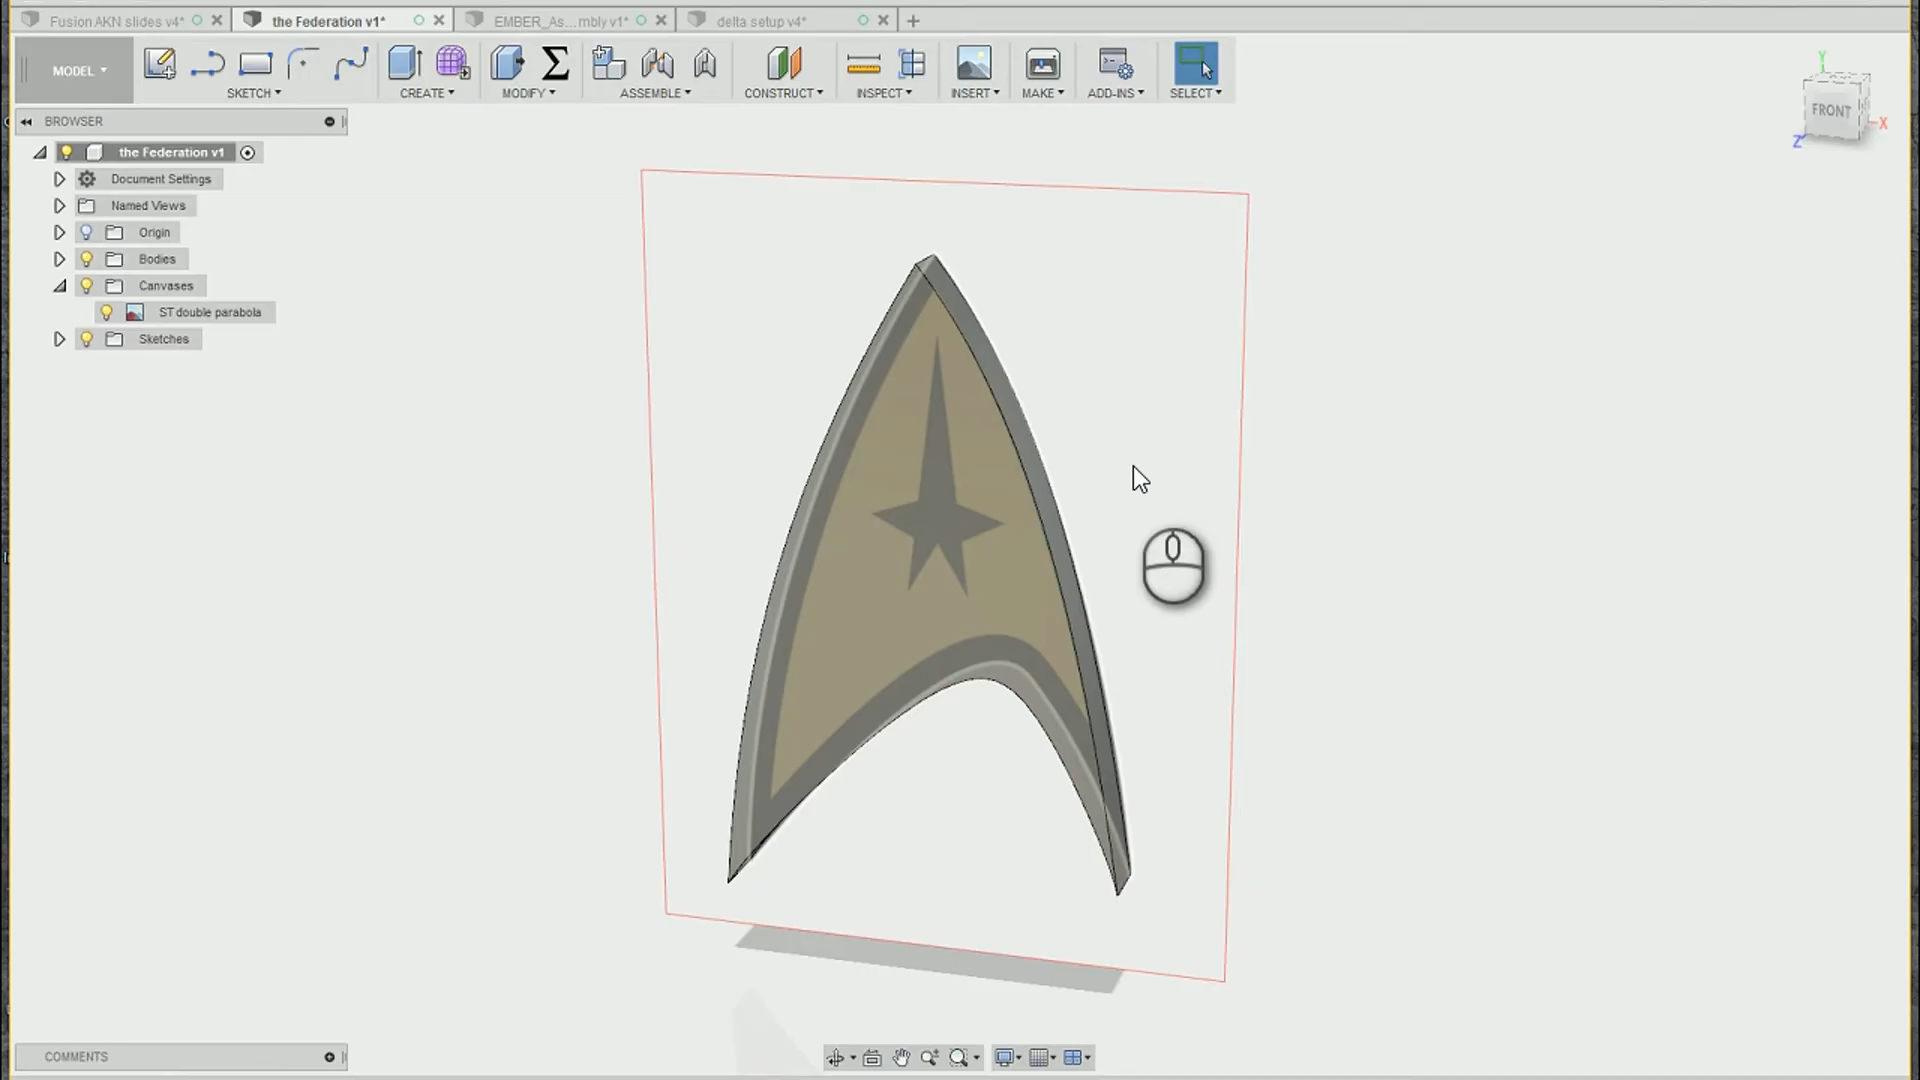 Fusion AKN slides v4*
the Federation v1*
EMBER_As...mbly v1*
delta setup v4*
MODEL
SKETCH
CREATE
MODIFY
ASSEMBLE
CONSTRUCT
INSPECT
INSERT
MAKE
ADD-INS
SELECT
BROWSER
the Federation v1
Document Settings
Named Views
Origin
Bodies
Canvases
ST double parabola
Sketches
Y
FRONT
X
Z
COMMENTS